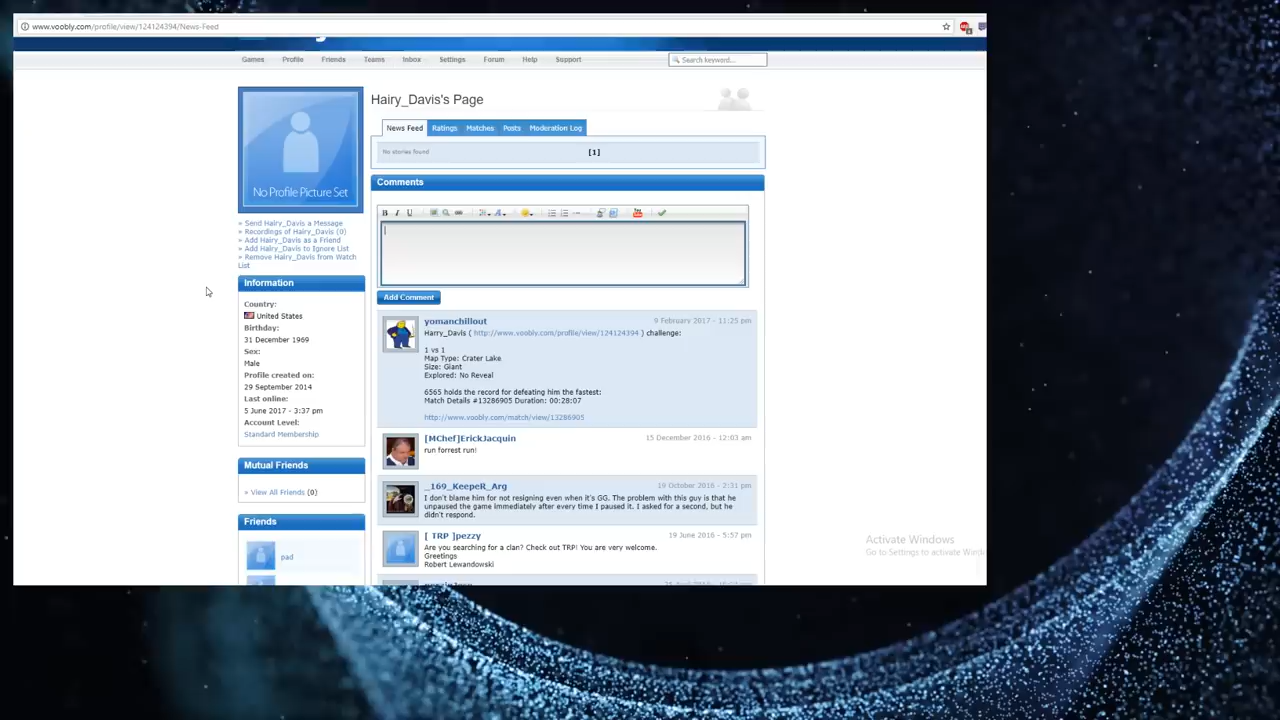 www.voobly.com/profile/view/124124394/News-Feed
Games Profile Friends Teams Inbox Settings Forum Help Support Search keyword...
Hairy_Davis's Page
News Feed Ratings Matches Posts Moderation Log
No stories found [1]
No Profile Picture Set
Comments
B I U
Add Comment
» Send Hairy_Davis a Message
» Recordings of Hairy_Davis (0)
» Add Hairy_Davis as a Friend
» Add Hairy_Davis to Ignore List
» Remove Hairy_Davis from Watch
List
Information
Country:
United States
Birthday:
31 December 1969
Sex:
Male
Profile created on:
29 September 2014
Last online:
5 June 2017 - 3:37 pm
Account Level:
Standard Membership
Mutual Friends
» View All Friends (0)
Friends
pad
yomanchillout 9 February 2017 - 11:25 pm
Harry_Davis ( http://www.voobly.com/profile/view/124124394 ) challenge:
1 vs 1
Map Type: Crater Lake
Size: Giant
Explored: No Reveal
6565 holds the record for defeating him the fastest:
Match Details #13286905 Duration: 00:28:07
http://www.voobly.com/match/view/13286905
[MChef]ErickJacquin 15 December 2016 - 12:03 am
run forrest run!
_169_KeepeR_Arg 19 October 2016 - 2:31 pm
I don't blame him for not resigning even when it's GG. The problem with this guy is that he
unpaused the game immediately after every time I paused it. I asked for a second, but he
didn't respond.
[ TRP ]pezzy 19 June 2016 - 5:57 pm
Are you searching for a clan? Check out TRP! You are very welcome.
Greetings
Robert Lewandowski
Activate Windows
Go to Settings to activate